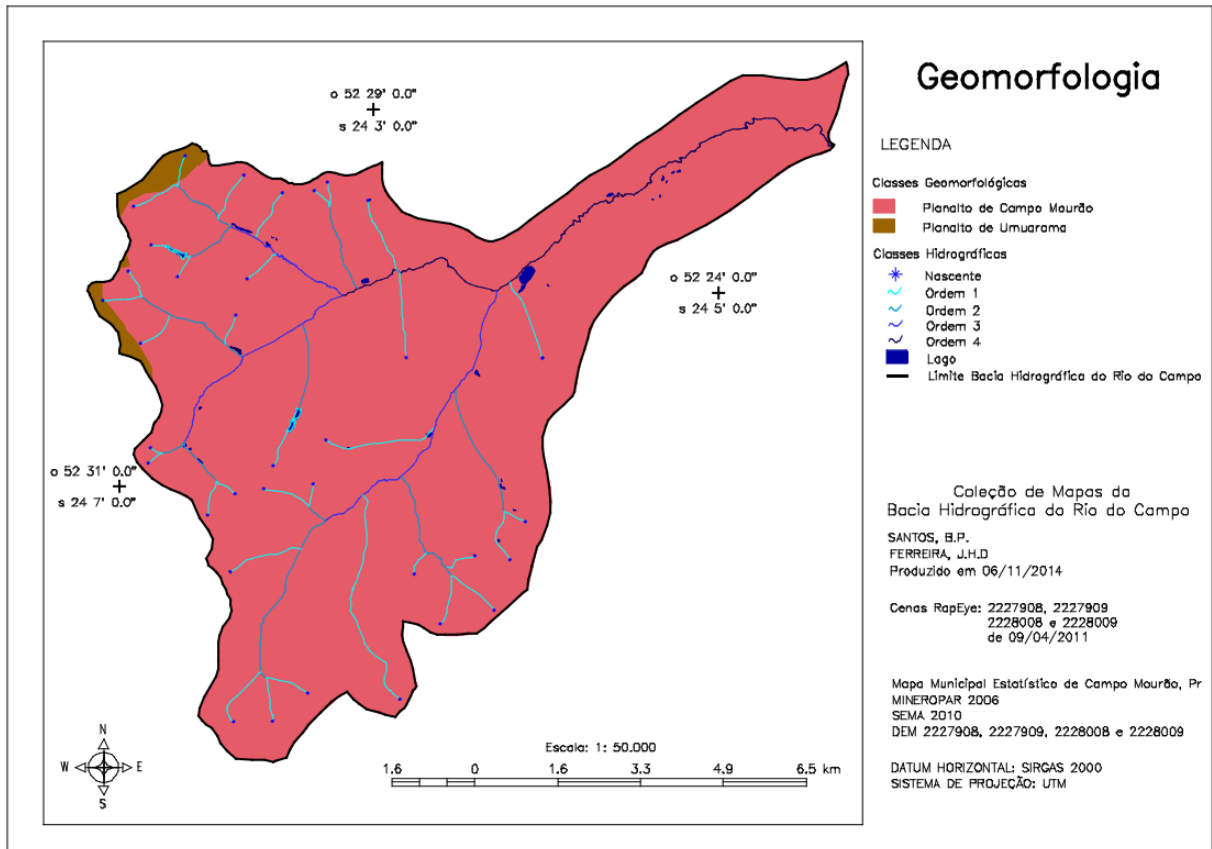 Geomorfologia
o 52 29' 0.0"
s 24 3' 0.0"
o 52 24' 0.0"
s 24 5' 0.0"
o 52 31' 0.0"
s 24 7' 0.0"
LEGENDA
Classes Geomorfológicas
Planalto de Campo Mourão
Planalto de Umuarama
Classes Hidrográficas
Nascente
Ordem 1
Ordem 2
Ordem 3
Ordem 4
Lago
Limite Bacia Hidrográfica do Rio do Campo
Coleção de Mapas da
Bacia Hidrográfica do Rio do Campo
SANTOS, B.P.
FERREIRA, J.H.D
Produzido em 06/11/2014
Cenas RapEye: 2227908, 2227909
2228008 e 2228009
de 09/04/2011
Mapa Municipal Estatístico de Campo Mourão, Pr
MINEROPAR 2006
SEMA 2010
DEM 2227908, 2227909, 2228008 e 2228009
DATUM HORIZONTAL: SIRGAS 2000
SISTEMA DE PROJEÇÃO: UTM
N
W E
S
Escala: 1: 50.000
1.6 0 1.6 3.3 4.9 6.5 km